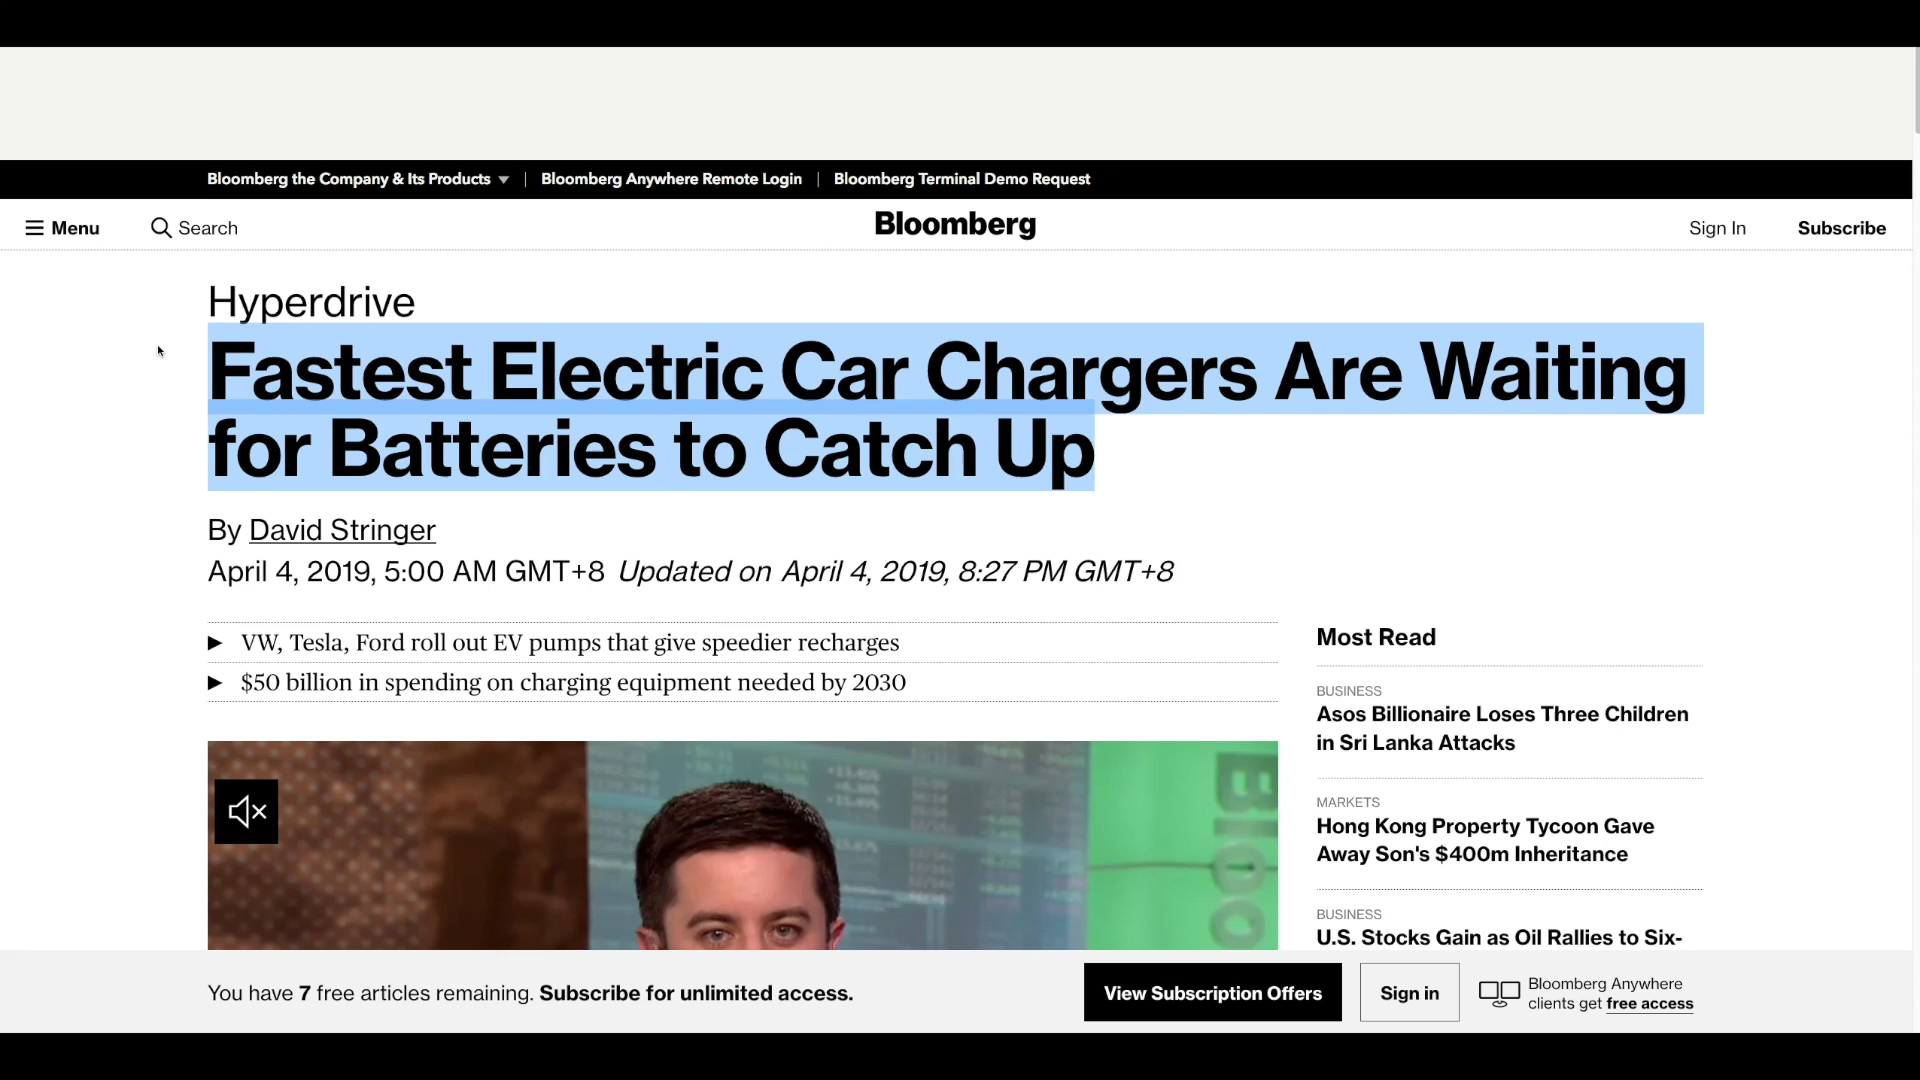 Bloomberg the Company & Its Products
Bloomberg Anywhere Remote Login
Bloomberg Terminal Demo Request
Menu
Search
Bloomberg
Sign In
Subscribe
Hyperdrive
Fastest Electric Car Chargers Are Waiting
for Batteries to Catch Up
By David Stringer
April 4, 2019, 5:00 AM GMT+8 Updated on April 4, 2019, 8:27 PM GMT+8
VW, Tesla, Ford roll out EV pumps that give speedier recharges
$50 billion in spending on charging equipment needed by 2030
Most Read
BUSINESS
Asos Billionaire Loses Three Children
in Sri Lanka Attacks
MARKETS
Hong Kong Property Tycoon Gave
Away Son's $400m Inheritance
BUSINESS
U.S. Stocks Gain as Oil Rallies to Six-
You have 7 free articles remaining. Subscribe for unlimited access.
View Subscription Offers
Sign in
Bloomberg Anywhere
clients get free access